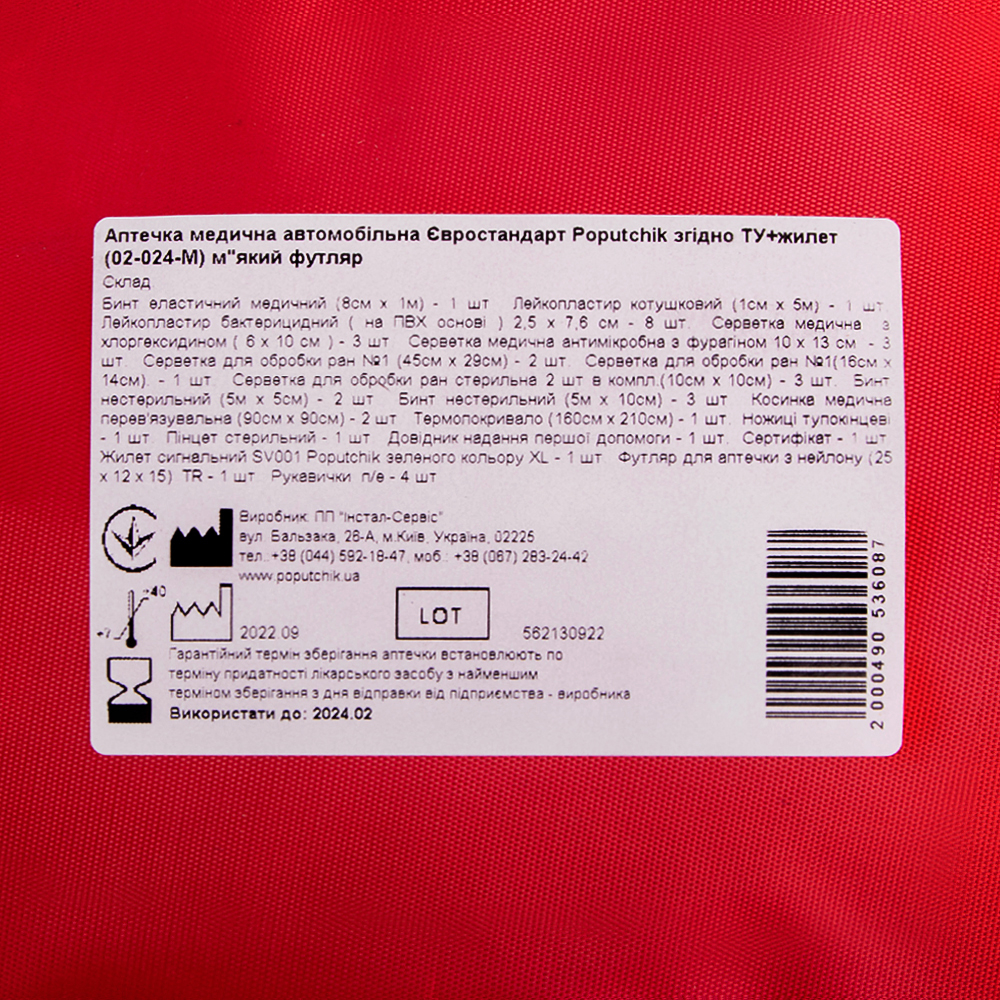 Аптечка медична автомобільна Євростандарт Poputchik згідно ТУ+жилет
(02-024-М) м"який футляр
Склад
Бинт еластичний медичний (8см х 1м) - 1 шт Лейкопластир котушковий (1см х 5м) - 1 шт.
Лейкопластир бактерицидний ( на ПВХ основі ) 2,5 х 7,6 см - 8 шт. Серветка медична з
хлоргексидином ( 6 х 10 см ) - 3 шт Серветка медична антимікробна з фурагіном 10 х 13 см - 3
шт. Серветка для обробки ран №1 (45см х 29см) - 2 шт. Серветка для обробки ран №1(16см х
14см). - 1 шт. Серветка для обробки ран стерильна 2 шт в компл.(10см х 10см) - 3 шт. Бинт
нестерильний (5м х 5см) - 2 шт Бинт нестерильний (5м х 10см) - 3 шт Косинка медична
перев'язувальна (90см х 90см) - 2 шт Термопокривало (160см х 210см) - 1 шт. Ножиці тупокінцеві
- 1 шт. Пінцет стерильний - 1 шт. Довідник надання першої допомоги - 1 шт. Сертифікат - 1 шт
Жилет сигнальний SV001 Poputchik зеленого кольору XL - 1 шт Футляр для аптечки з нейлону (25
х 12 х 15) TR - 1 шт Рукавички п/е - 4 шт
Виробник: ПП "Інстал-Сервіс"
вул. Бальзака, 26-А, м.Київ, Україна, 02225
тел.:+38 (044) 592-18-47, моб.: +38 (067) 283-24-42
www.poputchik.ua
+40
+7
2022.09
LOT
562130922
Гарантійний термін зберігання аптечки встановлюють по
терміну придатності лікарського засобу з найменшим
терміном зберігання з дня відправки від підприємства - виробника
Використати до: 2024.02
2 000490 536087